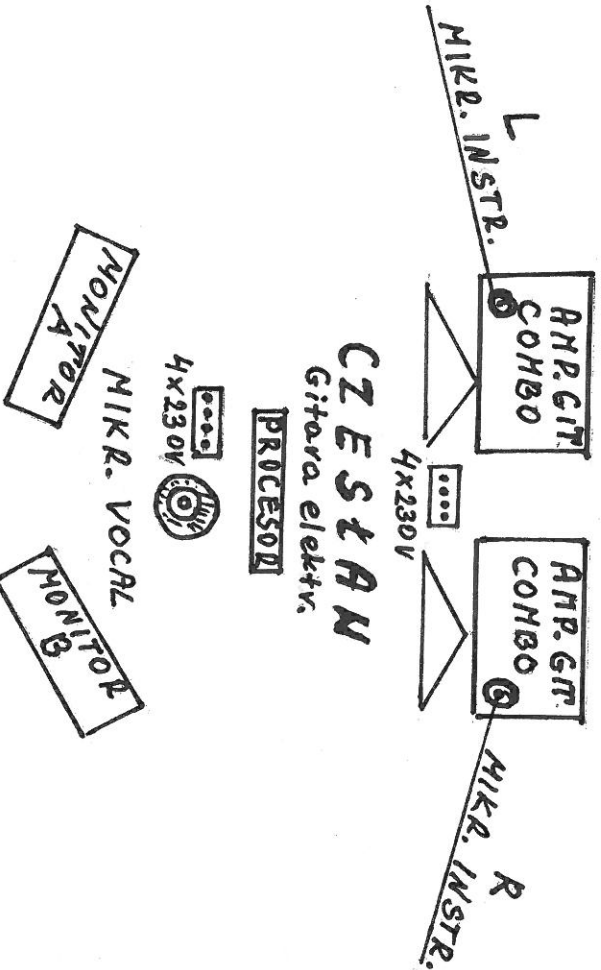 AMP.GIT
COMBO
AMP.GIT.
COMBO
L
MIKR. INSTR.
R
MIKR. INSTR.
4x230V
CZESŁAW
Gitara elektr.
PROCESOR
4x230V
MIKR. VOCAL
MONITOR
A
MONITOR
B